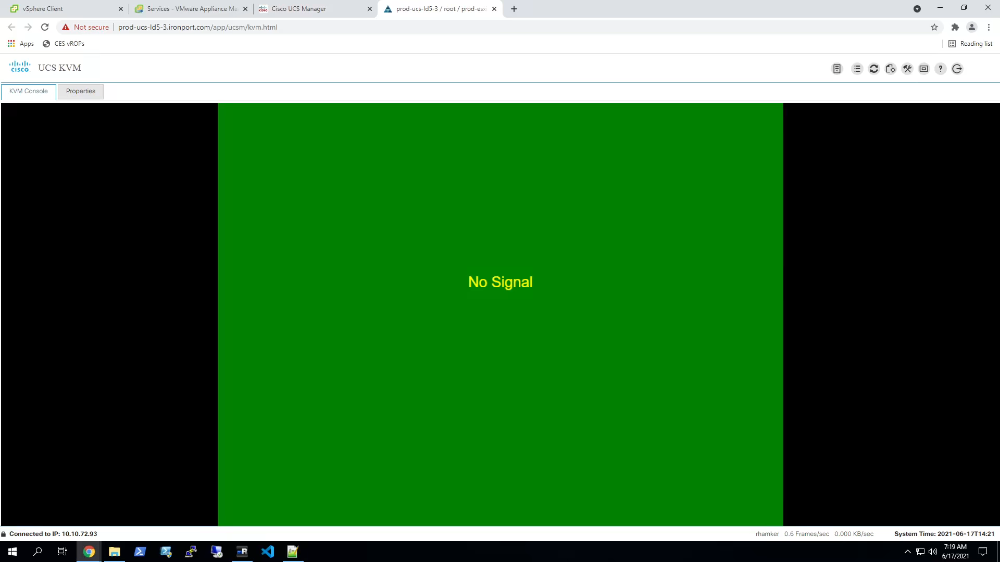 vSphere Client
Services - VMware Appliance Ma
Cisco UCS Manager
prod-ucs-ld5-3 / root / prod-esx
Not secure
prod-ucs-ld5-3.ironport.com/app/ucsm/kvm.html
Apps
CES vROPs
Reading list
cisco
UCS KVM
KVM Console
Properties
No Signal
Connected to IP: 10.10.72.93
rhamker 0.6 Frames/sec 0.000 KB/sec
System Time: 2021-06-17T14:21
7:19 AM
6/17/2021